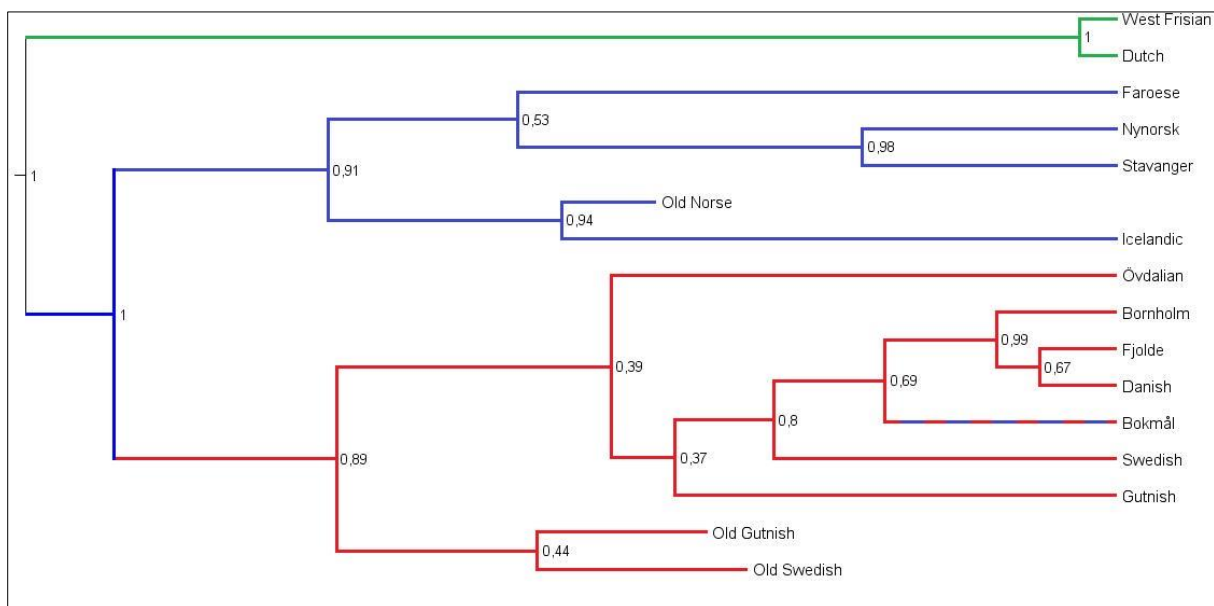 West Frisian
1
Dutch
Faroese
0,53
Nynorsk
0,98
Stavanger
0,91
1
Old Norse
0,94
Icelandic
Övdalian
Bornholm
0,99
1
Fjolde
0,67
Danish
0,69
0,39
Bokmål
0,8
Swedish
0,37
0,89
Gutnish
Old Gutnish
0,44
Old Swedish